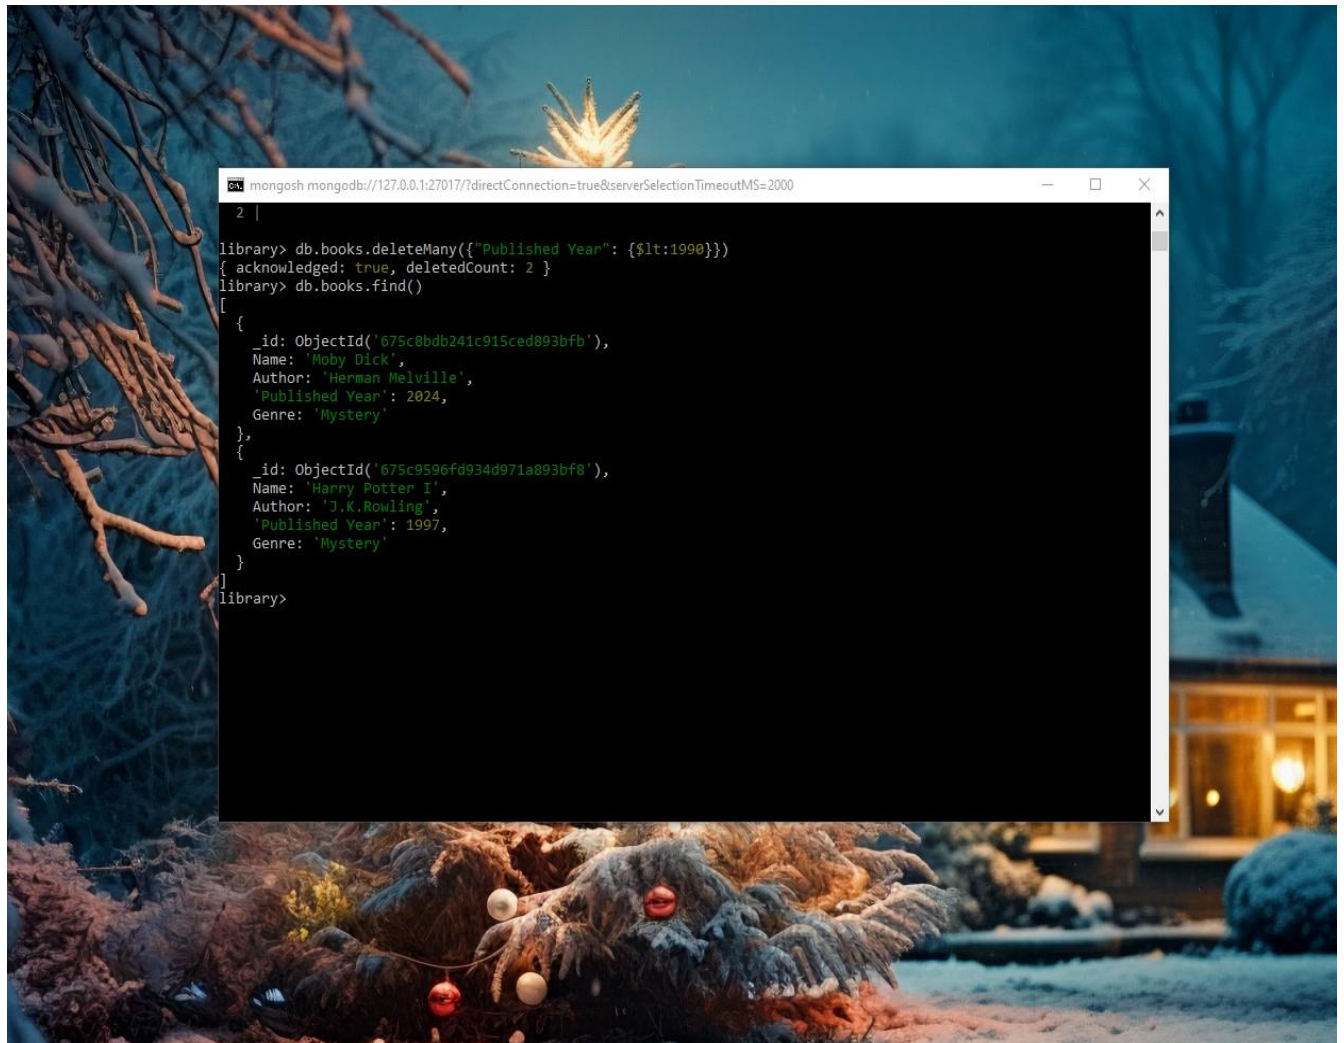 mongosh mongodb://127.0.0.1:27017/?directConnection=true&serverSelectionTimeoutMS=2000
2 |
library> db.books.deleteMany({"Published Year": {$lt:1990}})
{ acknowledged: true, deletedCount: 2 }
library> db.books.find()
[
  {
    _id: ObjectId('675c8bdb241c915ced893bfb'),
    Name: 'Moby Dick',
    Author: 'Herman Melville',
    'Published Year': 2024,
    Genre: 'Mystery'
  },
  {
    _id: ObjectId('675c9596fd934d971a893bf8'),
    Name: 'Harry Potter I',
    Author: 'J.K.Rowling',
    'Published Year': 1997,
    Genre: 'Mystery'
  }
]
library>